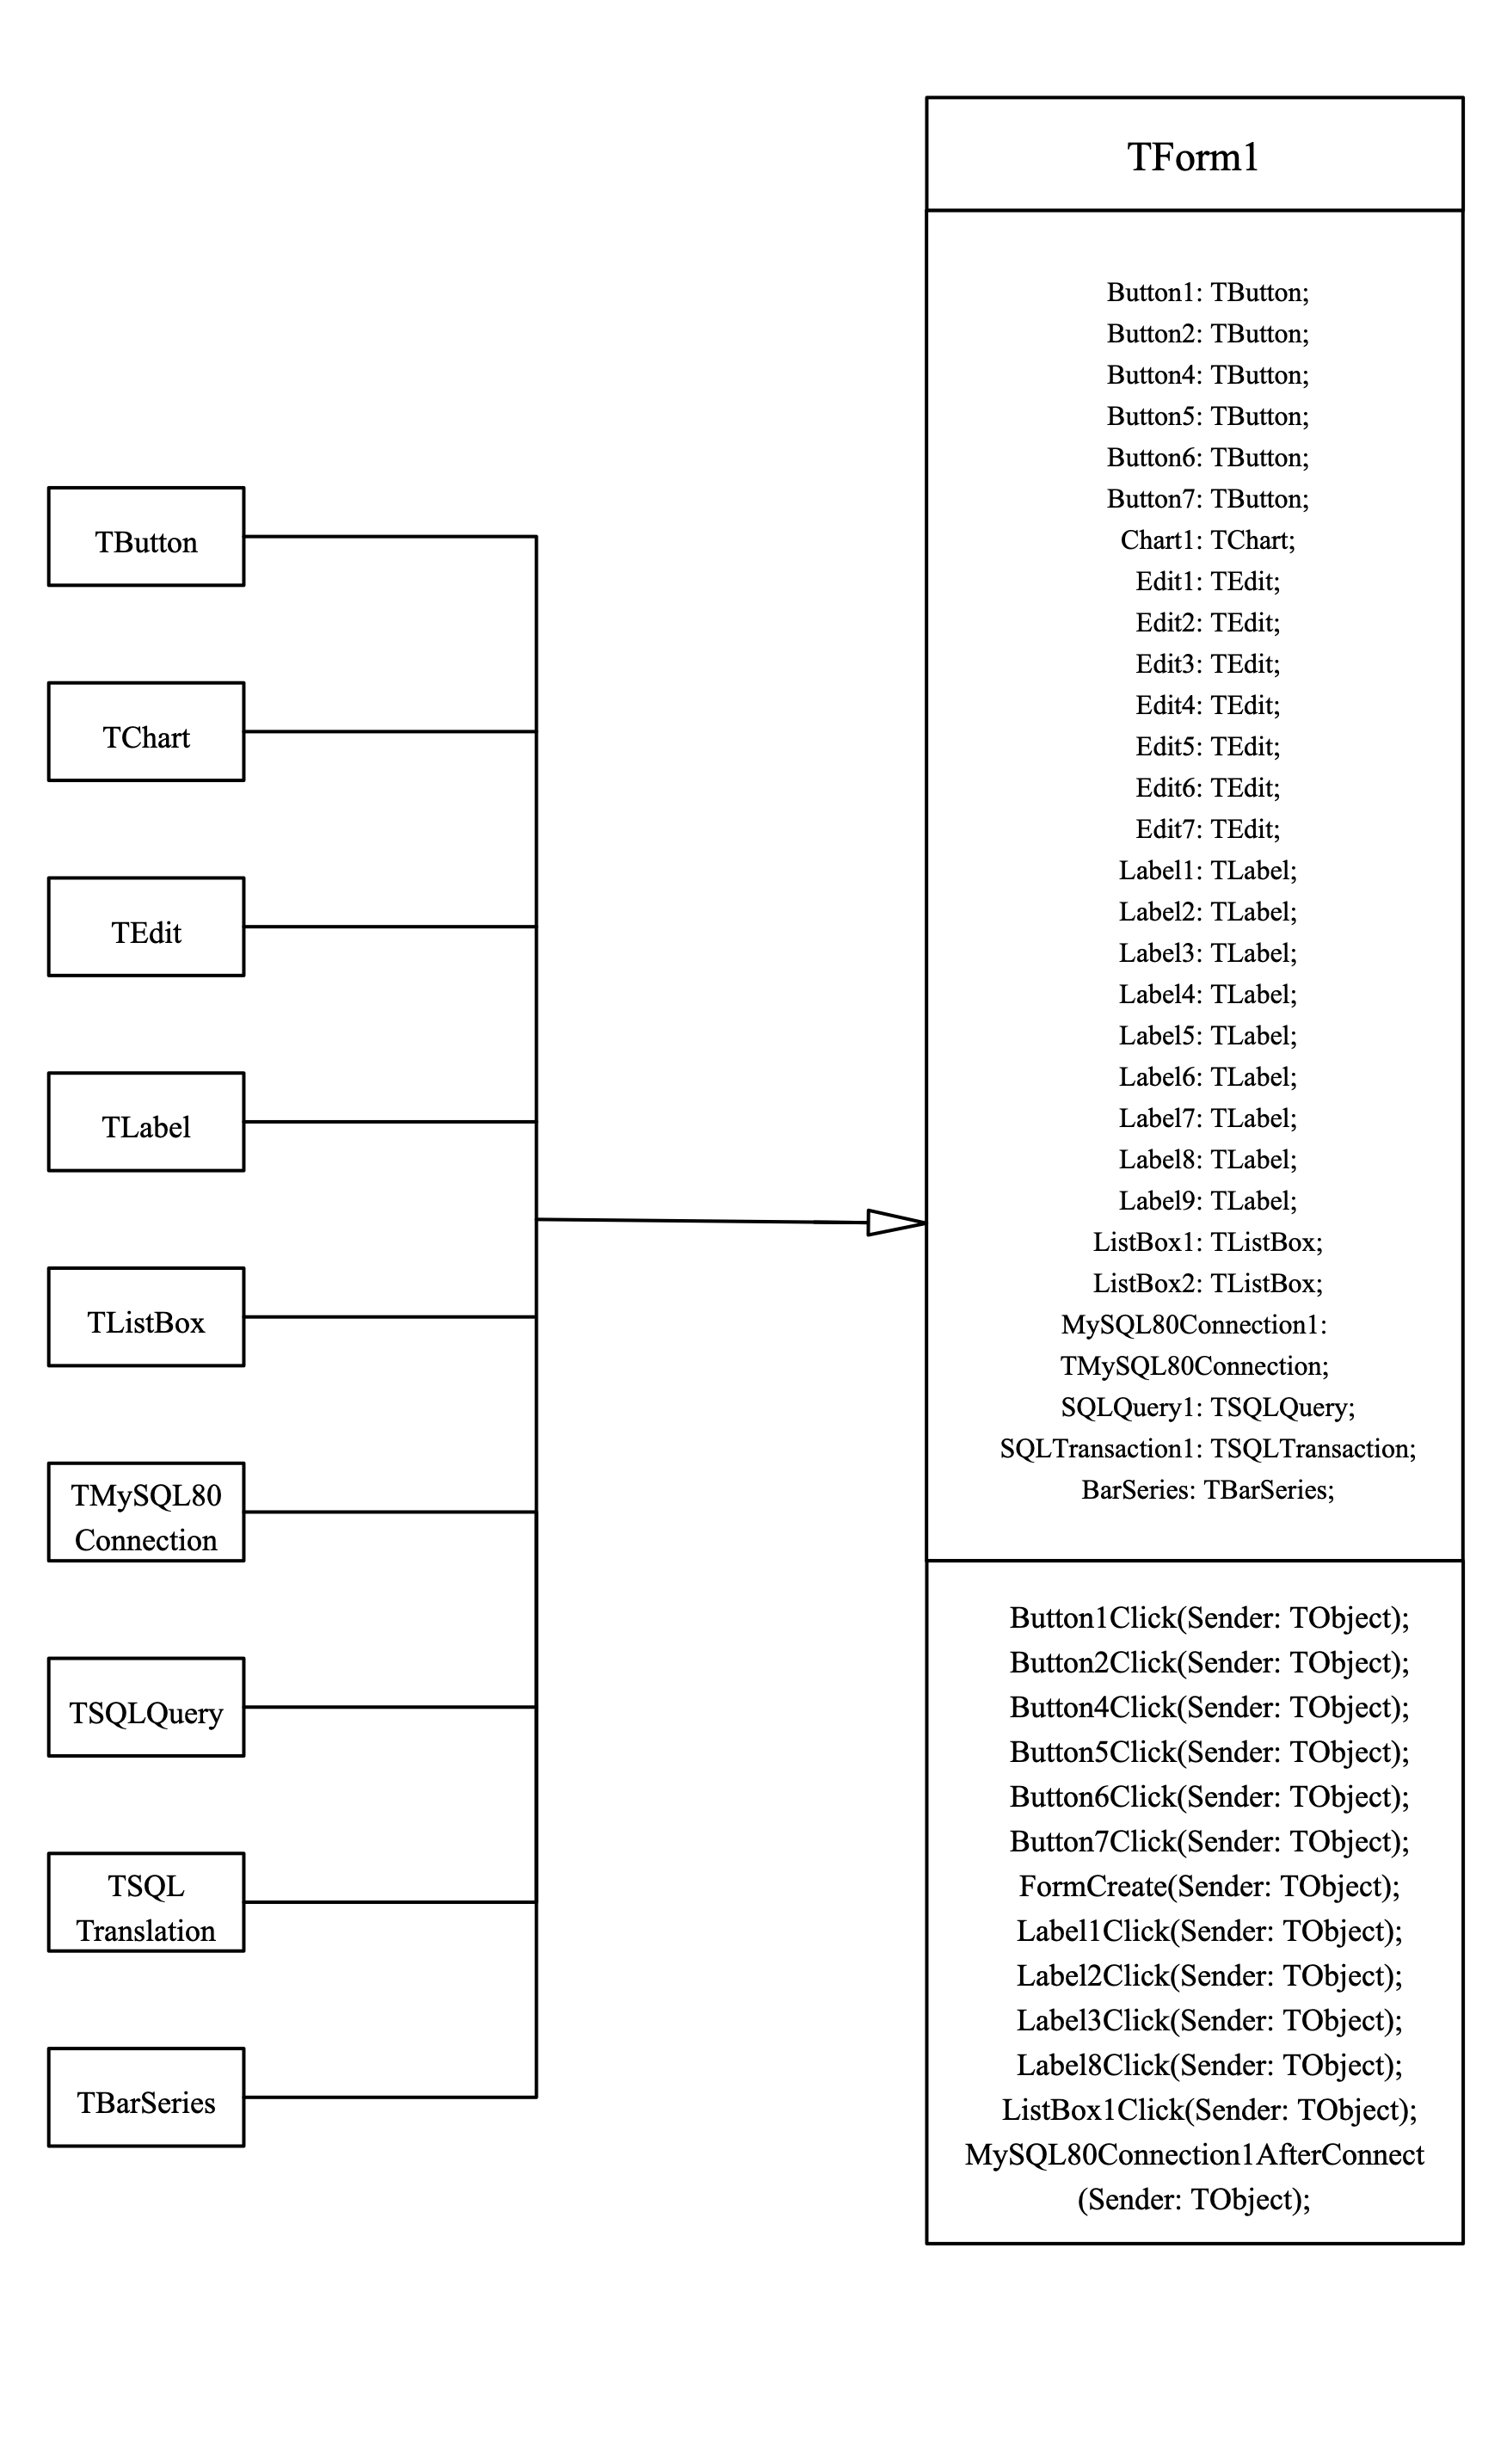 TForm1
Button1: TButton;
Button2: TButton;
Button4: TButton;
Button5: TButton;
Button6: TButton;
Button7: TButton;
Chart1: TChart;
Edit1: TEdit;
Edit2: TEdit;
Edit3: TEdit;
Edit4: TEdit;
Edit5: TEdit;
Edit6: TEdit;
Edit7: TEdit;
Label1: TLabel;
Label2: TLabel;
Label3: TLabel;
Label4: TLabel;
Label5: TLabel;
Label6: TLabel;
Label7: TLabel;
Label8: TLabel;
Label9: TLabel;
ListBox1: TListBox;
ListBox2: TListBox;
MySQL80Connection1:
TMySQL80Connection;
SQLQuery1: TSQLQuery;
SQLTransaction1: TSQLTransaction;
BarSeries: TBarSeries;
Button1Click(Sender: TObject);
Button2Click(Sender: TObject);
Button4Click(Sender: TObject);
Button5Click(Sender: TObject);
Button6Click(Sender: TObject);
Button7Click(Sender: TObject);
FormCreate(Sender: TObject);
Label1Click(Sender: TObject);
Label2Click(Sender: TObject);
Label3Click(Sender: TObject);
Label8Click(Sender: TObject);
ListBox1Click(Sender: TObject);
MySQL80Connection1AfterConnect
(Sender: TObject);
TButton
TChart
TEdit
TLabel
TListBox
TMySQL80
Connection
TSQLQuery
TSQL
Translation
TBarSeries